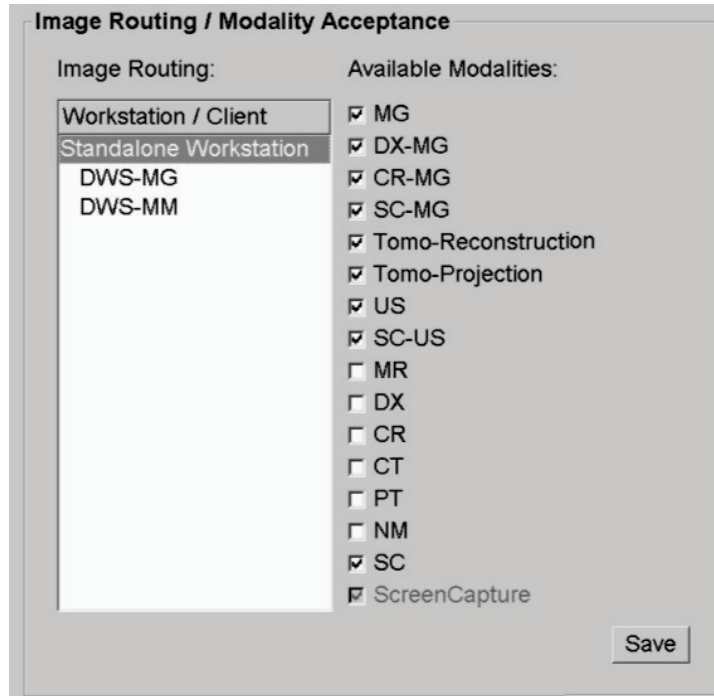 Image Routing / Modality Acceptance
Image Routing:
Workstation / Client
Standalone Workstation
DWS-MG
DWS-MM
Available Modalities:
MG
DX-MG
CR-MG
SC-MG
Tomo-Reconstruction
Tomo-Projection
US
SC-US
MR
DX
CR
CT
PT
NM
SC
ScreenCapture
Save